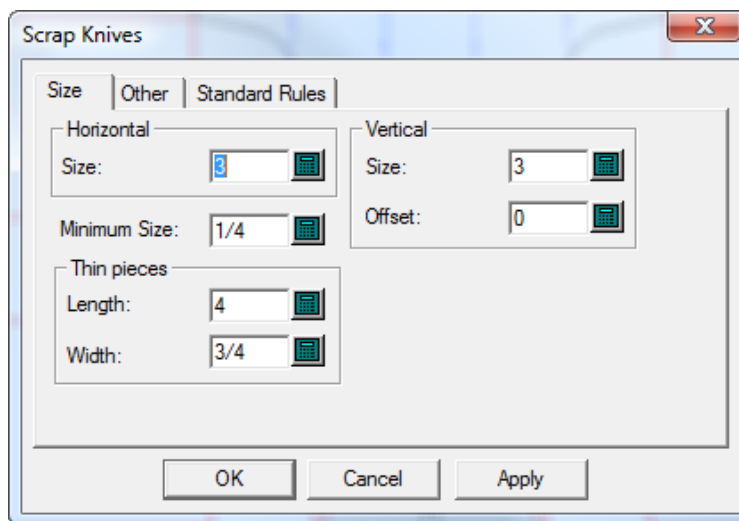 Scrap Knives
Size Other Standard Rules
Horizontal
Size: 3
Vertical
Size: 3
Offset: 0
Minimum Size: 1/4
Thin pieces
Length: 4
Width: 3/4
OK Cancel Apply